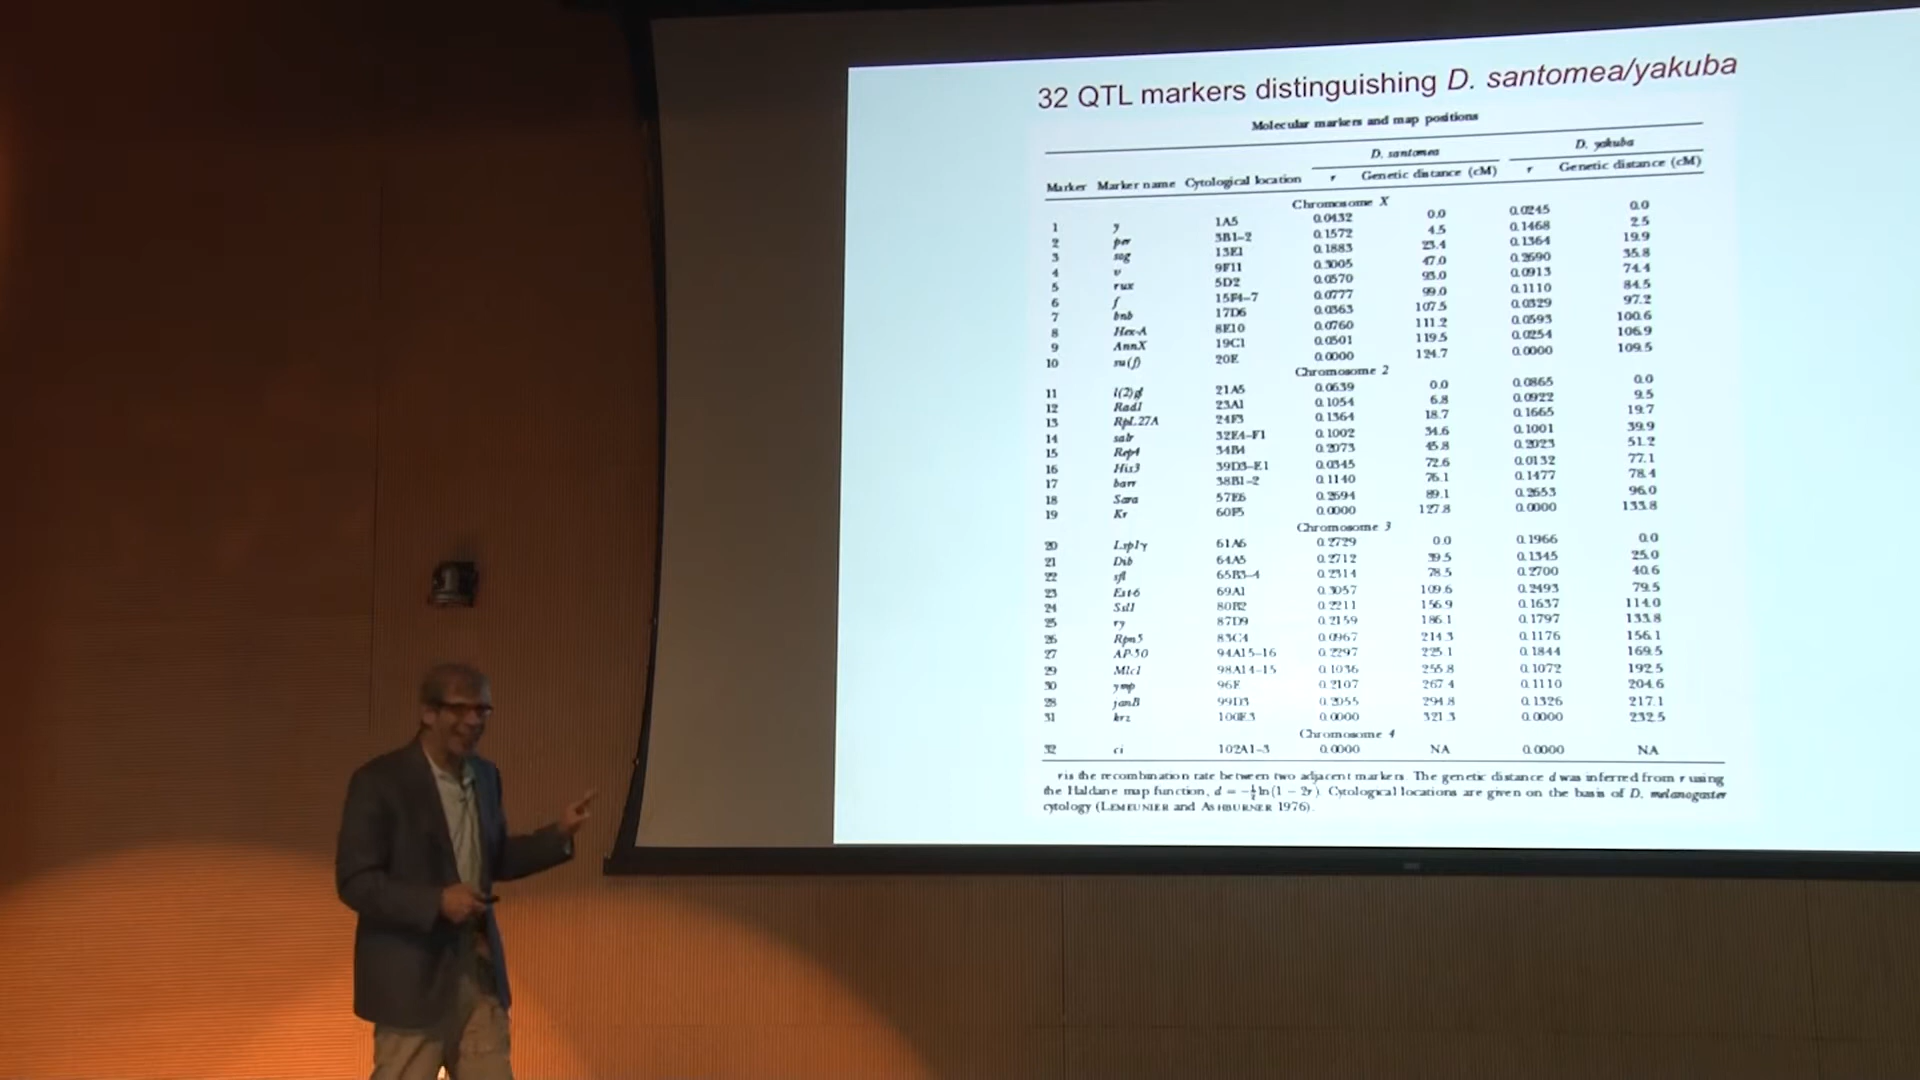 32 QTL markers distinguishing D. santomea/yakuba
Molecular markers and map positions
D. santomea D. yakuba
Marker Marker name Cytological location r Genetic distance (cM) r Genetic distance (cM)
Chromosome X
1 y 1A5 0.0432 0.0 0.0245 0.0
2 per 3B1–2 0.1572 4.5 0.1468 2.5
3 sog 13E1 0.1883 23.4 0.1364 19.9
4 v 9F11 0.3005 47.0 0.2690 35.8
5 rux 5D2 0.0570 93.0 0.0913 74.4
6 f 15F4–7 0.0777 99.0 0.1110 84.5
7 bnb 17D6 0.0363 107.5 0.0329 97.2
8 Hex-A 8E10 0.0760 111.2 0.0593 100.6
9 AnnX 19C1 0.0501 119.5 0.0254 106.9
10 su(f) 20E 0.0000 124.7 0.0000 109.5
Chromosome 2
11 l(2)gl 21A5 0.0639 0.0 0.0865 0.0
12 Rad1 23A1 0.1054 6.8 0.0922 9.5
13 RpL27A 24F3 0.1364 18.7 0.1665 19.7
14 salr 32E4–F1 0.1002 34.6 0.1001 39.9
15 Rep4 34B4 0.2073 45.8 0.2023 51.2
16 His3 39D3–E1 0.0345 72.6 0.0132 77.1
17 barr 38B1–2 0.1140 76.1 0.1477 78.4
18 Sara 57E6 0.2694 89.1 0.2653 96.0
19 Kr 60F5 0.0000 127.8 0.0000 133.8
Chromosome 3
20 Lsp1γ 61A6 0.2729 0.0 0.1966 0.0
21 Dib 64A5 0.2712 39.5 0.1345 25.0
22 sfl 65B3–4 0.2314 78.5 0.2700 40.6
23 Est-6 69A1 0.3057 109.6 0.2493 79.5
24 Ssl1 80B2 0.2211 156.9 0.1637 114.0
25 ry 87D9 0.2159 186.1 0.1797 133.8
26 Rpn5 83C4 0.0967 214.3 0.1176 156.1
27 AP-50 94A15–16 0.2297 225.1 0.1844 169.5
29 Mlc1 98A14–15 0.1036 255.8 0.1072 192.5
30 ymp 96E 0.2107 267.4 0.1110 204.6
28 janB 99D3 0.2055 294.8 0.1326 217.1
31 krz 100E3 0.0000 321.3 0.0000 232.5
Chromosome 4
32 ci 102A1–3 0.0000 NA 0.0000 NA
r is the recombination rate between two adjacent markers. The genetic distance d was inferred from r using
the Haldane map function, d = −½ln(1 − 2r). Cytological locations are given on the basis of D. melanogaster
cytology (LEMEUNIER and ASHBURNER 1976).